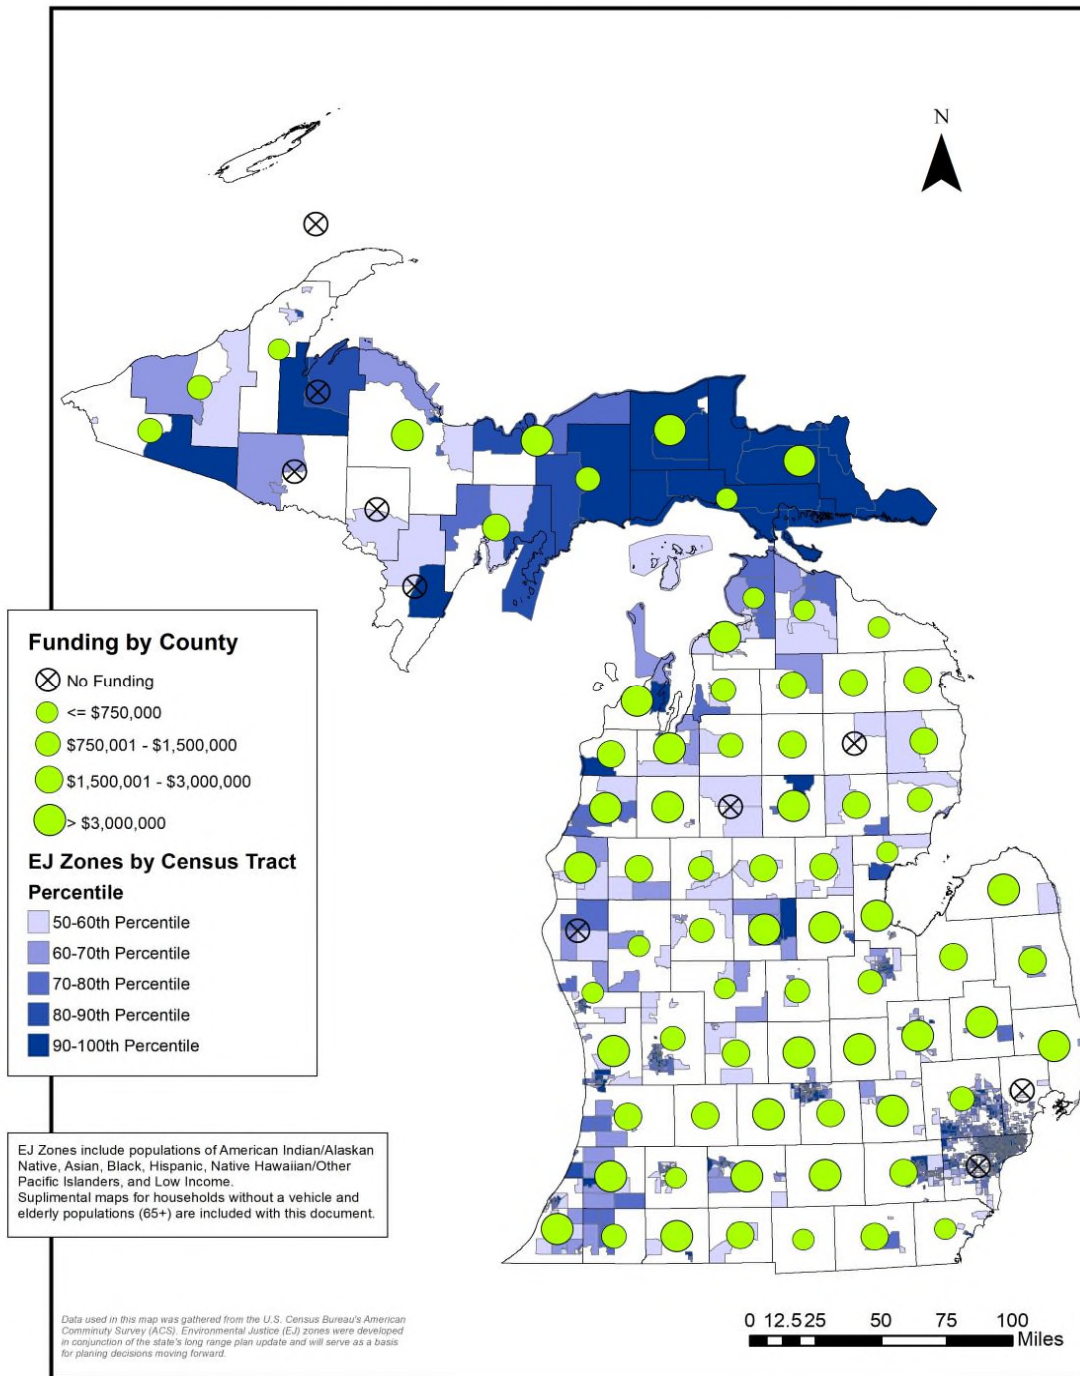 N
Funding by County
No Funding
<= $750,000
$750,001 - $1,500,000
$1,500,001 - $3,000,000
> $3,000,000
EJ Zones by Census Tract
Percentile
50-60th Percentile
60-70th Percentile
70-80th Percentile
80-90th Percentile
90-100th Percentile
EJ Zones include populations of American Indian/Alaskan
Native, Asian, Black, Hispanic, Native Hawaiian/Other
Pacific Islanders, and Low Income.
Suplimental maps for households without a vehicle and
elderly populations (65+) are included with this document.
Data used in this map was gathered from the U.S. Census Bureau's American
Comminuty Survey (ACS). Environmental Justice (EJ) zones were developed
in conjunction of the state's long range plan update and will serve as a basis
for planing decisions moving forward.
0 12.525 50 75 100
Miles